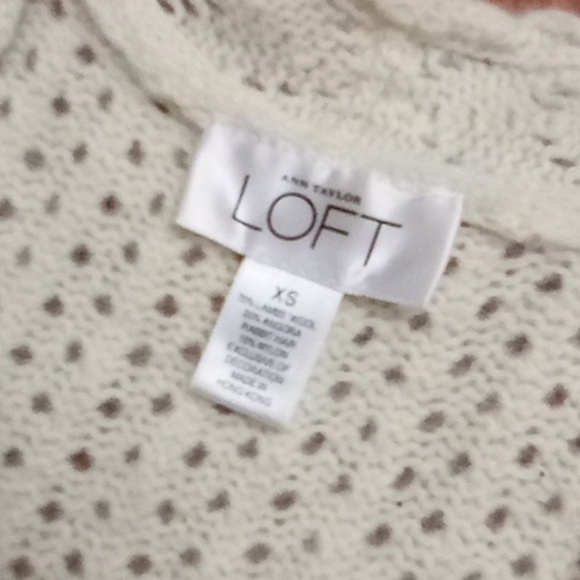 ANN TAYLOR
LOFT
XS
70% LAMBS WOOL
20% ANGORA
RABBIT HAIR
10% NYLON
EXCLUSIVE OF
DECORATION
MADE IN
HONG KONG